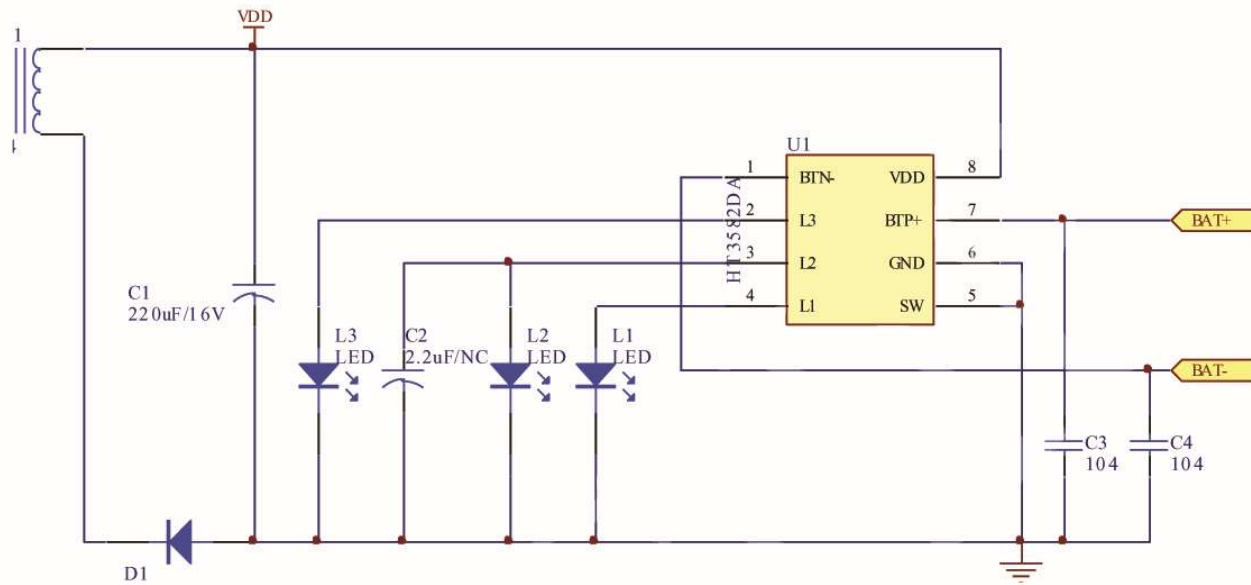 VDD
1
4
C1
220uF/16V
D1
L3
LED
C2
2.2uF/NC
L2
LED
L1
LED
U1
HT3582DA
1
BTN-
VDD
8
2
L3
BTP+
7
3
L2
GND
6
4
L1
SW
5
BAT+
BAT-
C3
104
C4
104